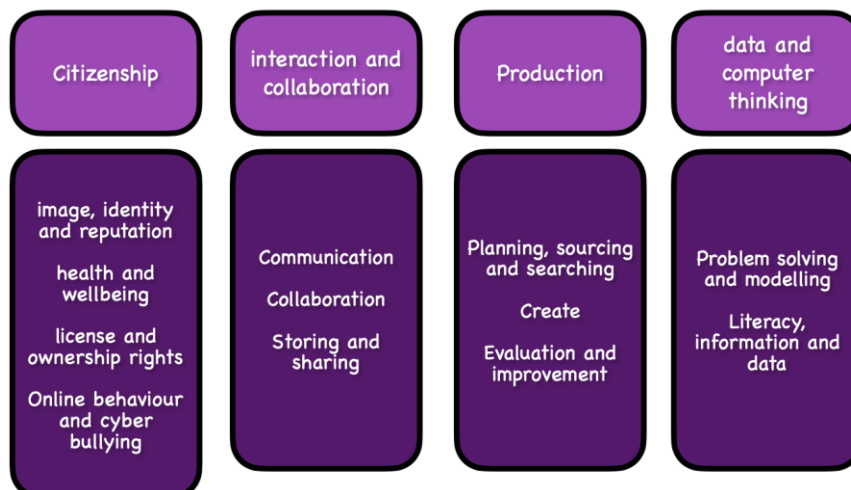 Citizenship
interaction and
collaboration
Production
data and
computer
thinking
image, identity
and reputation
health and
wellbeing
license and
ownership rights
Online behaviour
and cyber
bullying
Communication
Collaboration
Storing and
sharing
Planning, sourcing
and searching
Create
Evaluation and
improvement
Problem solving
and modelling
Literacy,
information and
data